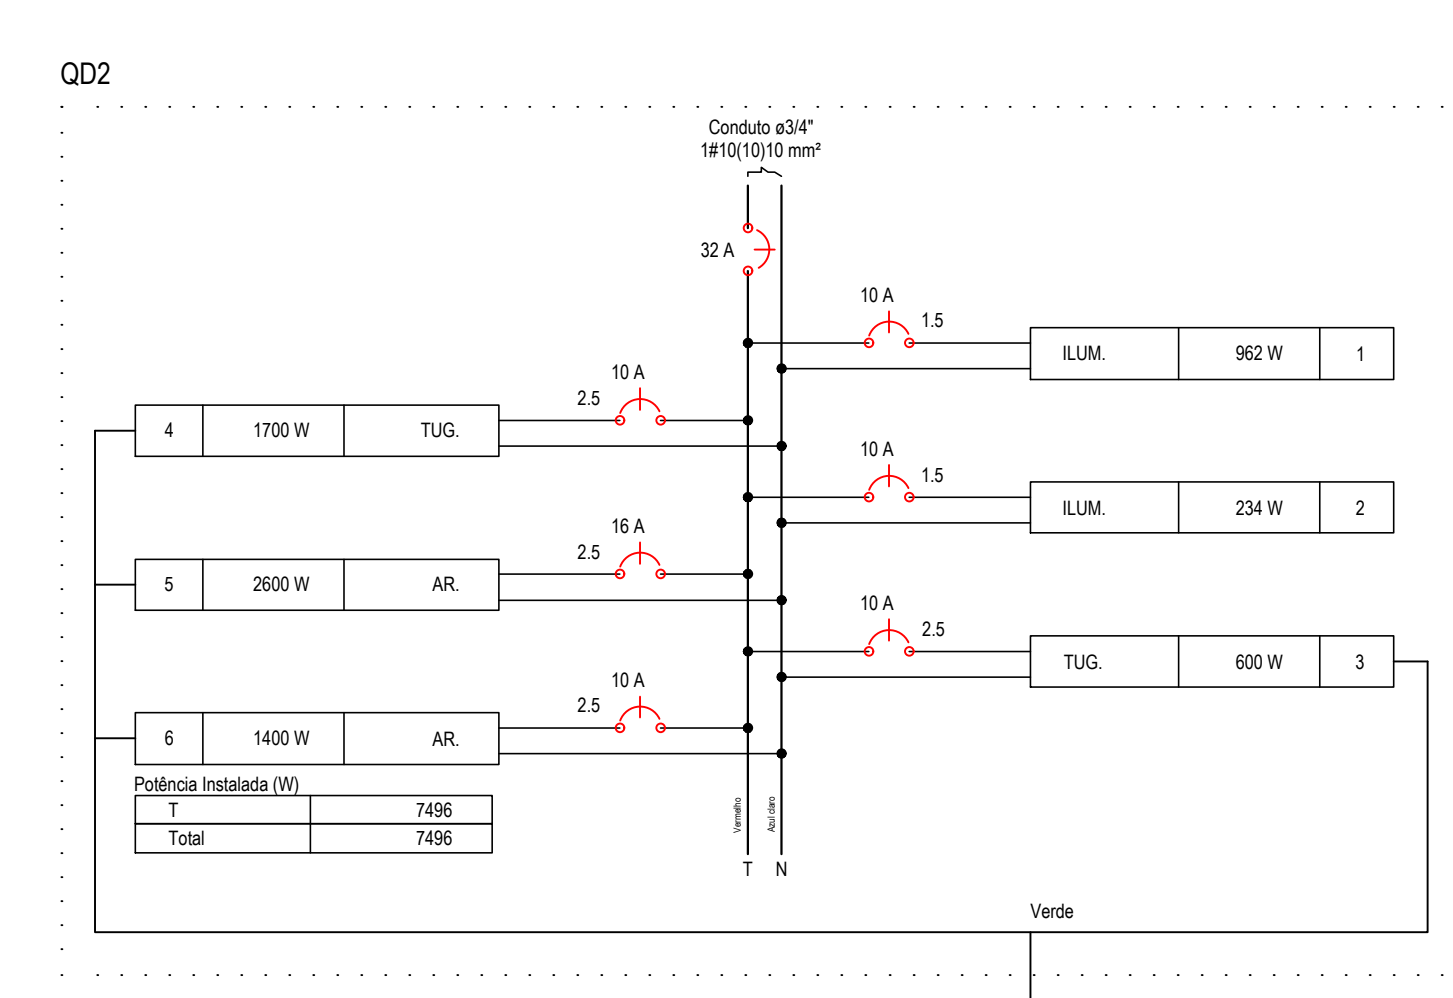 QD2
Conduto ø3/4"
1#10(10)10 mm²
32 A
10 A
1.5
ILUM. 962 W 1
10 A
2.5
4 1700 W TUG.
10 A
1.5
ILUM. 234 W 2
16 A
2.5
5 2600 W AR.
10 A
2.5
TUG. 600 W 3
10 A
2.5
6 1400 W AR.
Potência Instalada (W)
T 7496
Total 7496
Vermelho
Azul claro
T N
Verde